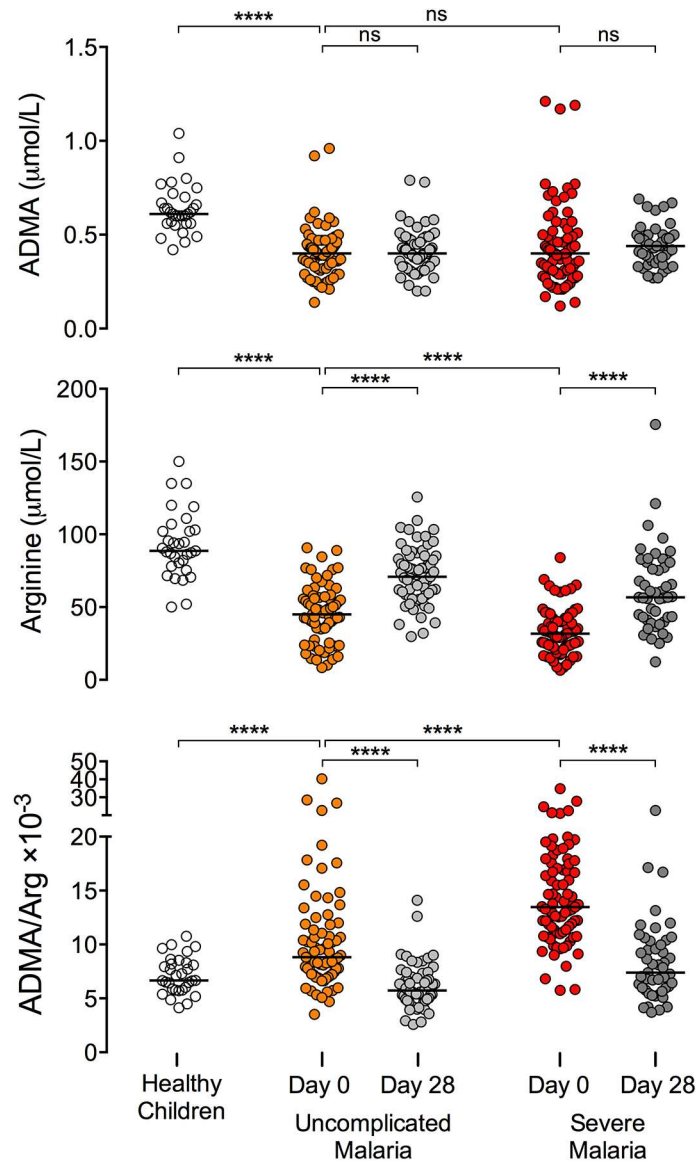 **** ns
ns ns
1.5
1.0
0.5
0.0
ADMA (μmol/L)
**** ****
**** ****
200
150
100
50
0
Arginine (μmol/L)
**** ****
**** ****
50
40
30
20
15
10
5
0
ADMA/Arg ×10⁻³
Healthy Children
Day 0 Day 28 Day 0 Day 28
Uncomplicated Malaria
Severe Malaria